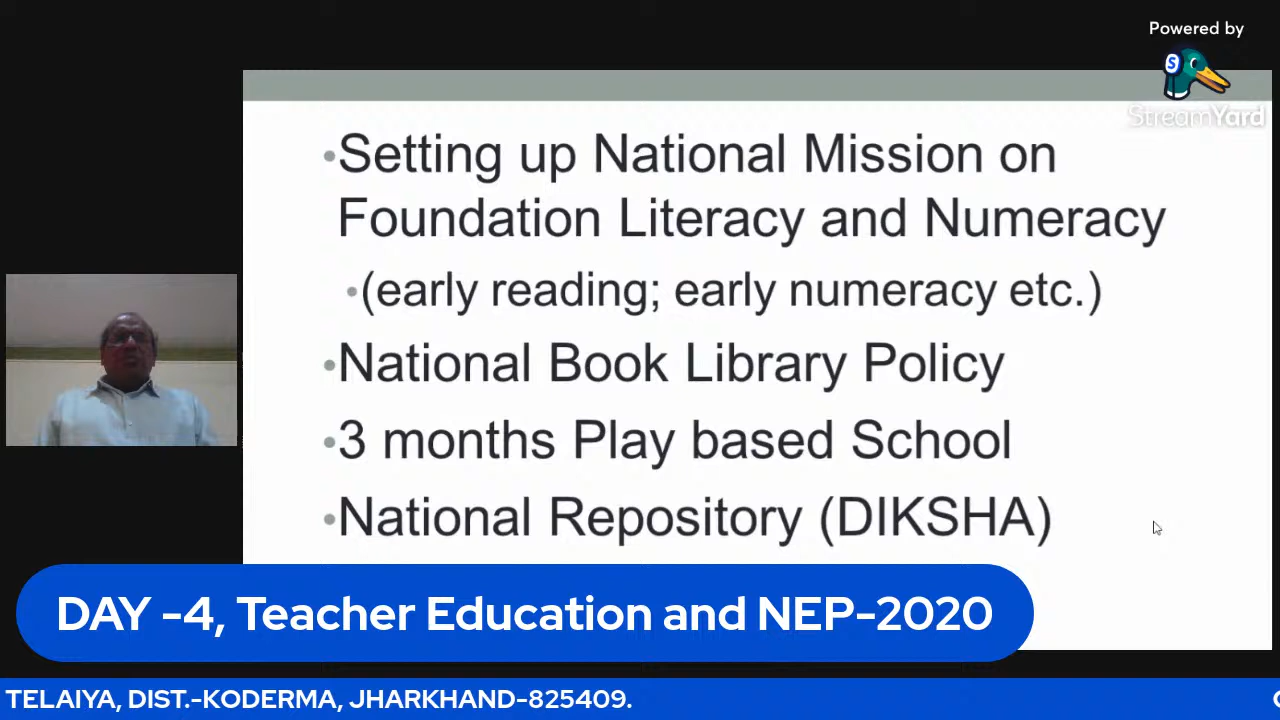 Powered by
StreamYard
•Setting up National Mission on
Foundation Literacy and Numeracy
•(early reading; early numeracy etc.)
•National Book Library Policy
•3 months Play based School
•National Repository (DIKSHA)
DAY -4, Teacher Education and NEP-2020
TELAIYA, DIST.-KODERMA, JHARKHAND-825409.